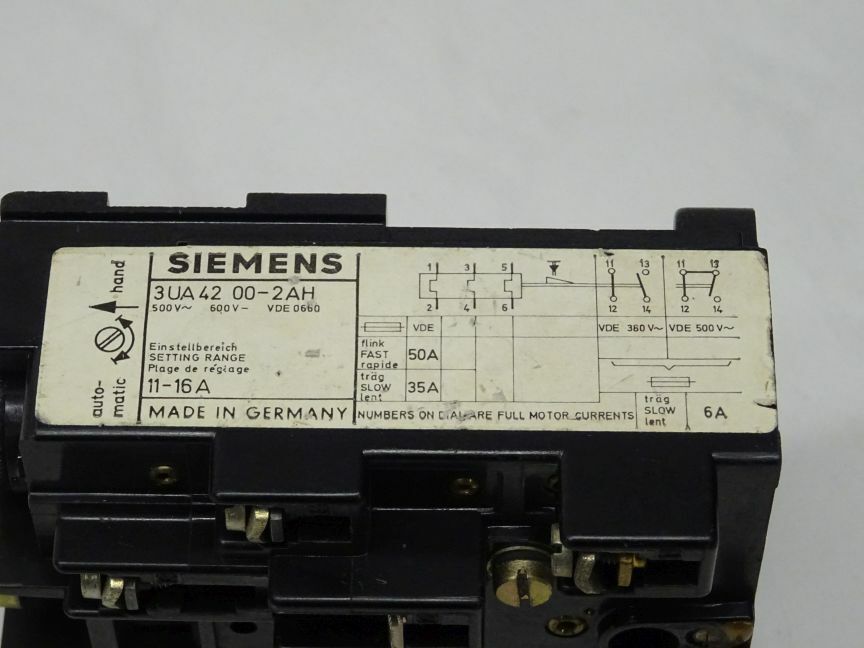 hand
auto-
matic
SIEMENS
3UA42 00-2AH
500V~ 600V- VDE 0660
Einstellbereich
SETTING RANGE
Plage de réglage
11-16 A
MADE IN GERMANY
1 3 5
2 4 6
11 13
12 14
11 13
12 14
VDE
VDE 380V~
VDE 500V~
flink
FAST
rapide
50A
träg
SLOW
lent
35A
NUMBERS ON DIAL ARE FULL MOTOR CURRENTS
träg
SLOW
lent
6A